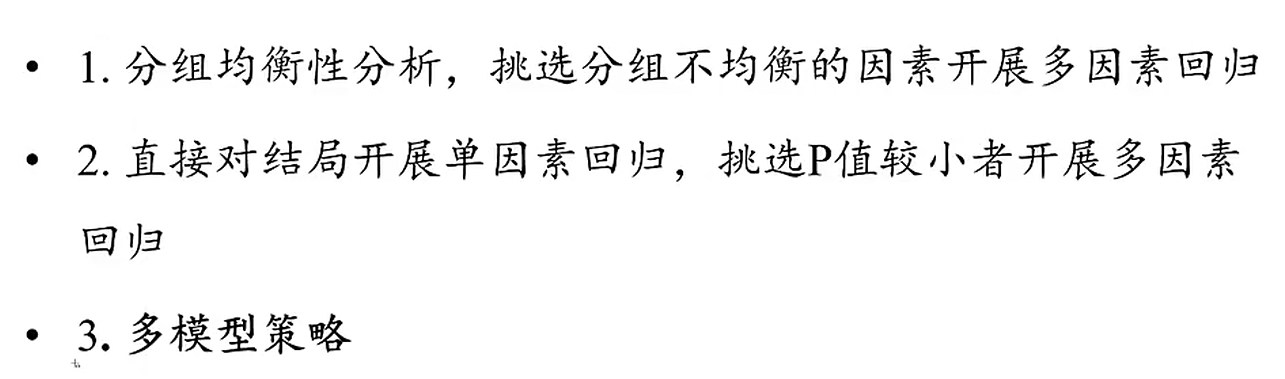 • 1. 分组均衡性分析，挑选分组不均衡的因素开展多因素回归
• 2. 直接对结局开展单因素回归，挑选P值较小者开展多因素
回归
• 3. 多模型策略